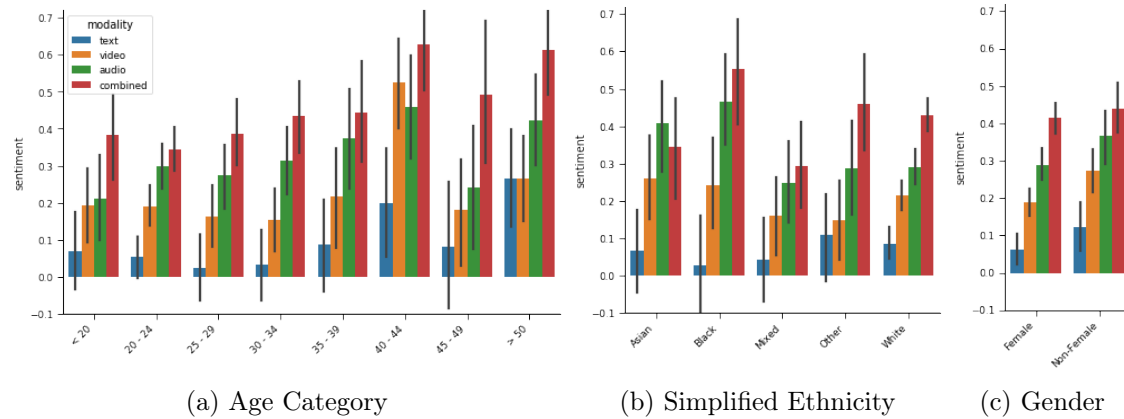 0.7
0.6
0.5
0.4
0.3
0.2
0.1
0.0
−0.1
sentiment
modality
text
video
audio
combined
< 20
20 - 24
25 - 29
30 - 34
35 - 39
40 - 44
45 - 49
> 50
(a) Age Category
0.7
0.6
0.5
0.4
0.3
0.2
0.1
0.0
−0.1
sentiment
Asian
Black
Mixed
Other
White
(b) Simplified Ethnicity
0.7
0.6
0.5
0.4
0.3
0.2
0.1
0.0
−0.1
sentiment
Female
Non-Female
(c) Gender